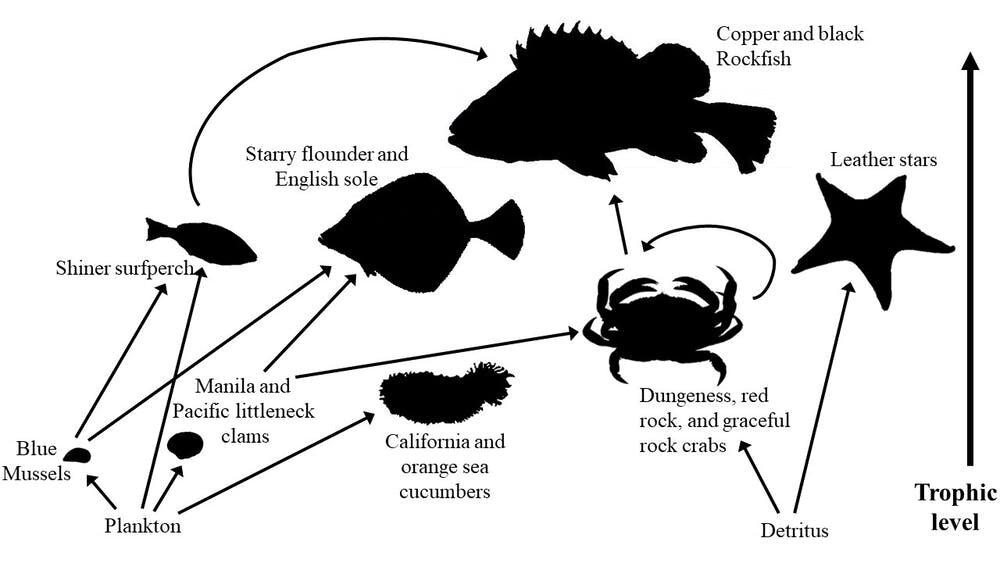 Copper and black
Rockfish
Starry flounder and
English sole
Leather stars
Shiner surfperch
Manila and
Pacific littleneck
clams
Dungeness, red
rock, and graceful
rock crabs
California and
orange sea
cucumbers
Blue
Mussels
Plankton
Detritus
Trophic
level